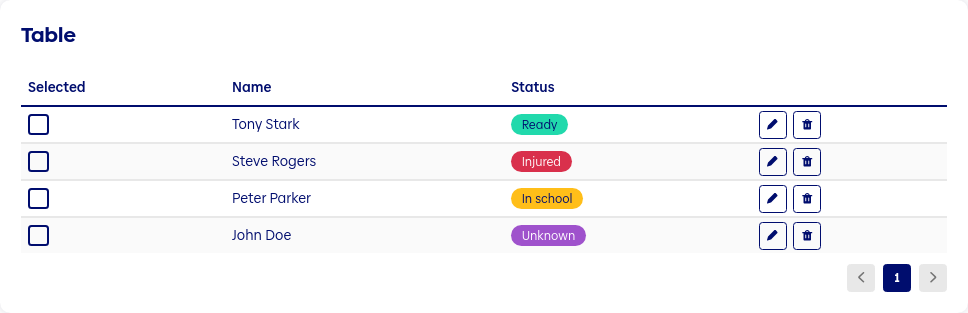 Table
Selected Name Status
Tony Stark Ready
Steve Rogers Injured
Peter Parker In school
John Doe Unknown
1